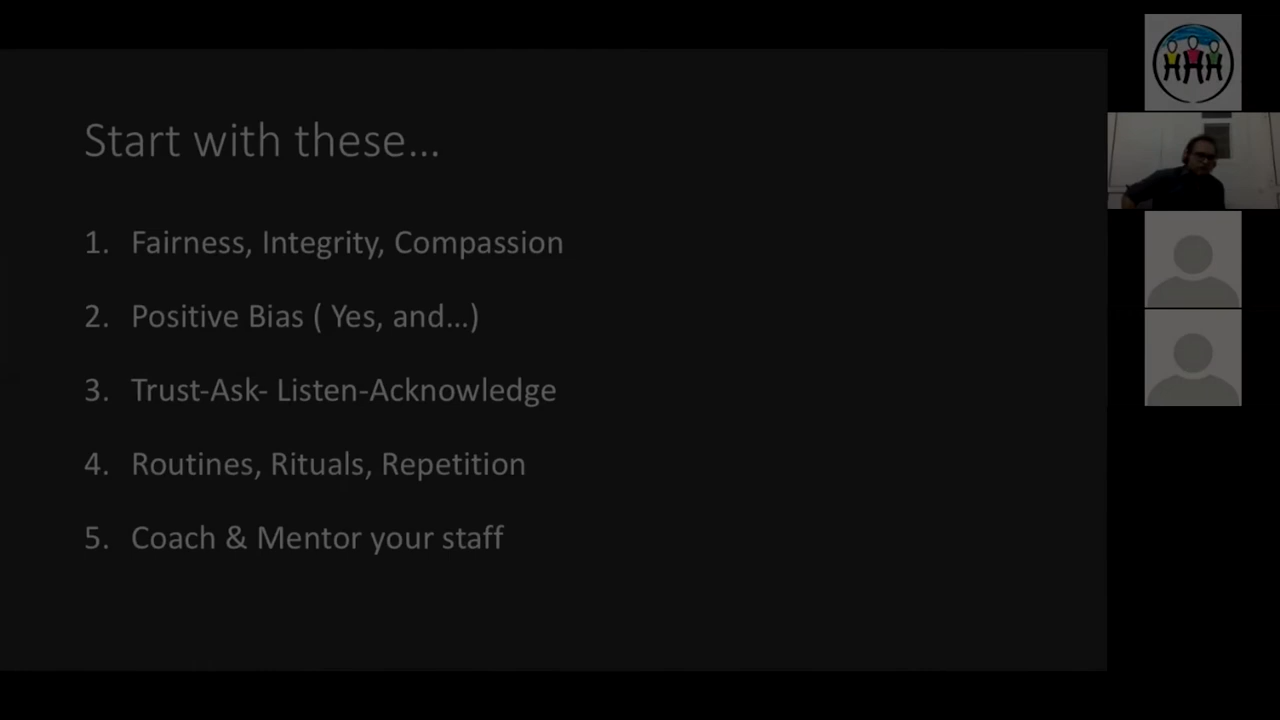 Start with these...
1. Fairness, Integrity, Compassion
2. Positive Bias ( Yes, and...)
3. Trust-Ask- Listen-Acknowledge
4. Routines, Rituals, Repetition
5. Coach & Mentor your staff